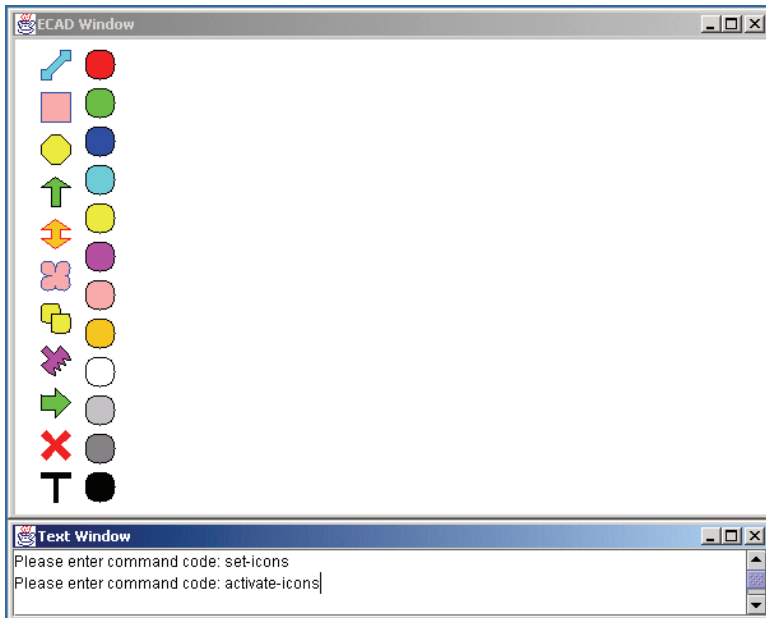 ECAD Window
T
Text Window
Please enter command code: set-icons
Please enter command code: activate-icons